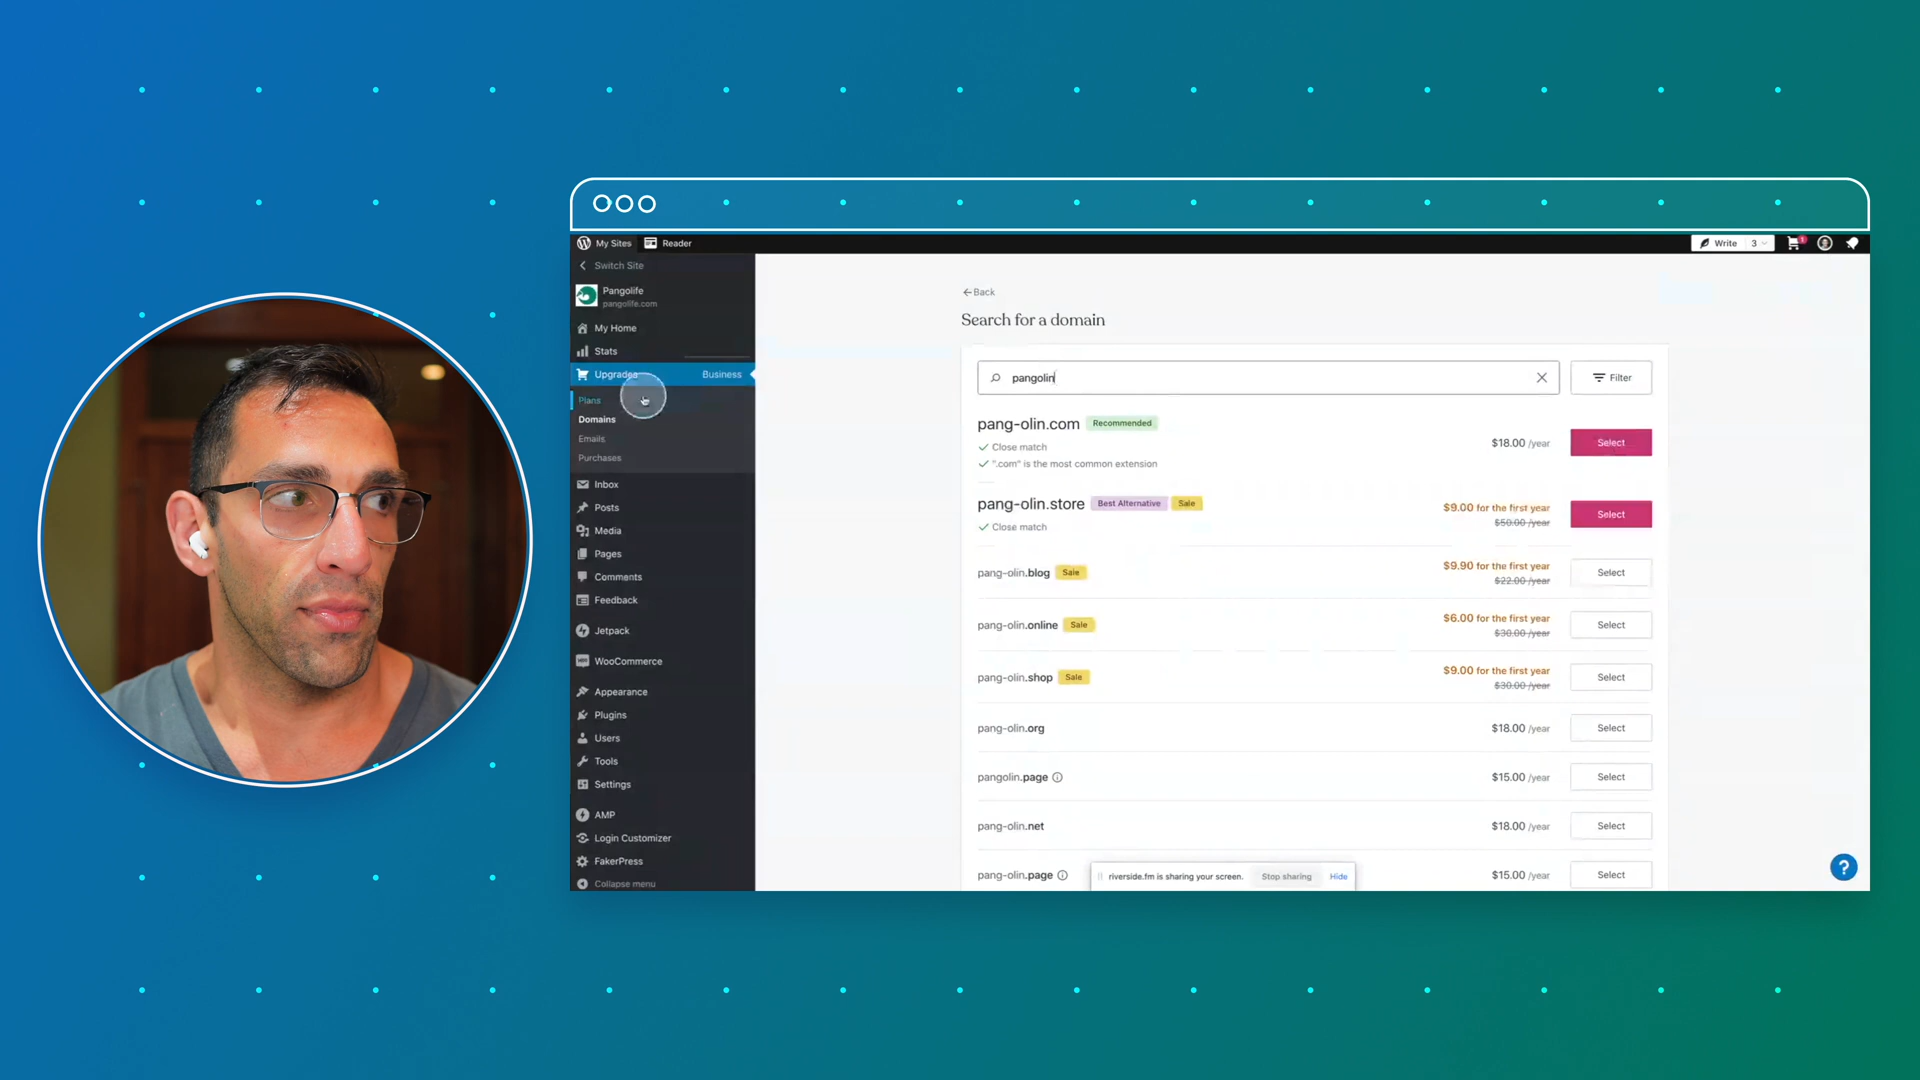 My Sites
Reader
Write 3
1
Switch Site
Pangolife
pangolife.com
My Home
Stats
Upgrades Business
Plans
Domains
Emails
Purchases
Inbox
Posts
Media
Pages
Comments
Feedback
Jetpack
WooCommerce
Appearance
Plugins
Users
Tools
Settings
AMP
Login Customizer
FakerPress
Collapse menu
Back
Search for a domain
pangolin
Filter
pang-olin.com Recommended
Close match
".com" is the most common extension
$18.00 /year
Select
pang-olin.store Best Alternative Sale
Close match
$9.00 for the first year
$50.00 /year
Select
pang-olin.blog Sale
$9.90 for the first year
$22.00 /year
Select
pang-olin.online Sale
$6.00 for the first year
$30.00 /year
Select
pang-olin.shop Sale
$9.00 for the first year
$30.00 /year
Select
pang-olin.org $18.00 /year Select
pangolin.page $15.00 /year Select
pang-olin.net $18.00 /year Select
pang-olin.page $15.00 /year Select
riverside.fm is sharing your screen. Stop sharing Hide
?